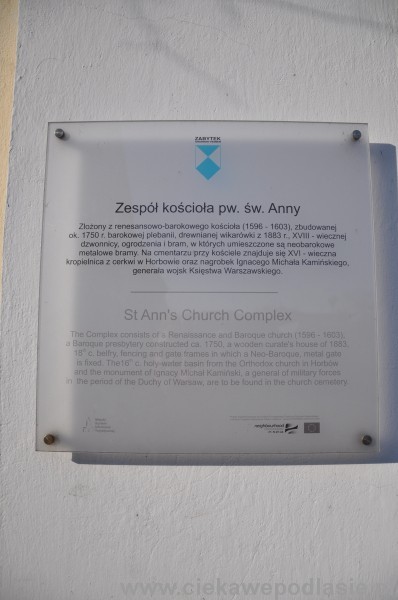 ZABYTEK
Zespół kościoła pw. św. Anny
Złożony z renesansowo-barokowego kościoła (1596 - 1603), zbudowanej
ok. 1750 r. barokowej plebanii, drewnianej wikarówki z 1883 r., XVIII - wiecznej
dzwonnicy, ogrodzenia i bram, w których umieszczone są neobarokowe
metalowe bramy. Na cmentarzu przy kościele znajduje się XVI - wieczna
kropielnica z cerkwi w Horbowie oraz nagrobek Ignacego Michała Kamińskiego,
generała wojsk Księstwa Warszawskiego.
St Ann's Church Complex
The Complex consists of a Renaissance and Baroque church (1596 - 1603),
a Baroque presbytery constructed ca. 1750, a wooden curate's house of 1883,
18th c. belfry, fencing and gate frames in which a Neo-Baroque, metal gate
is fixed. The16th c. holy-water basin from the Orthodox church in
and the monument of Ignacy Michał Kamiński, a general of military forces
in the period of the Duchy of Warsaw, are to be found in the church cemetery.
www.ciekawepodlasie.